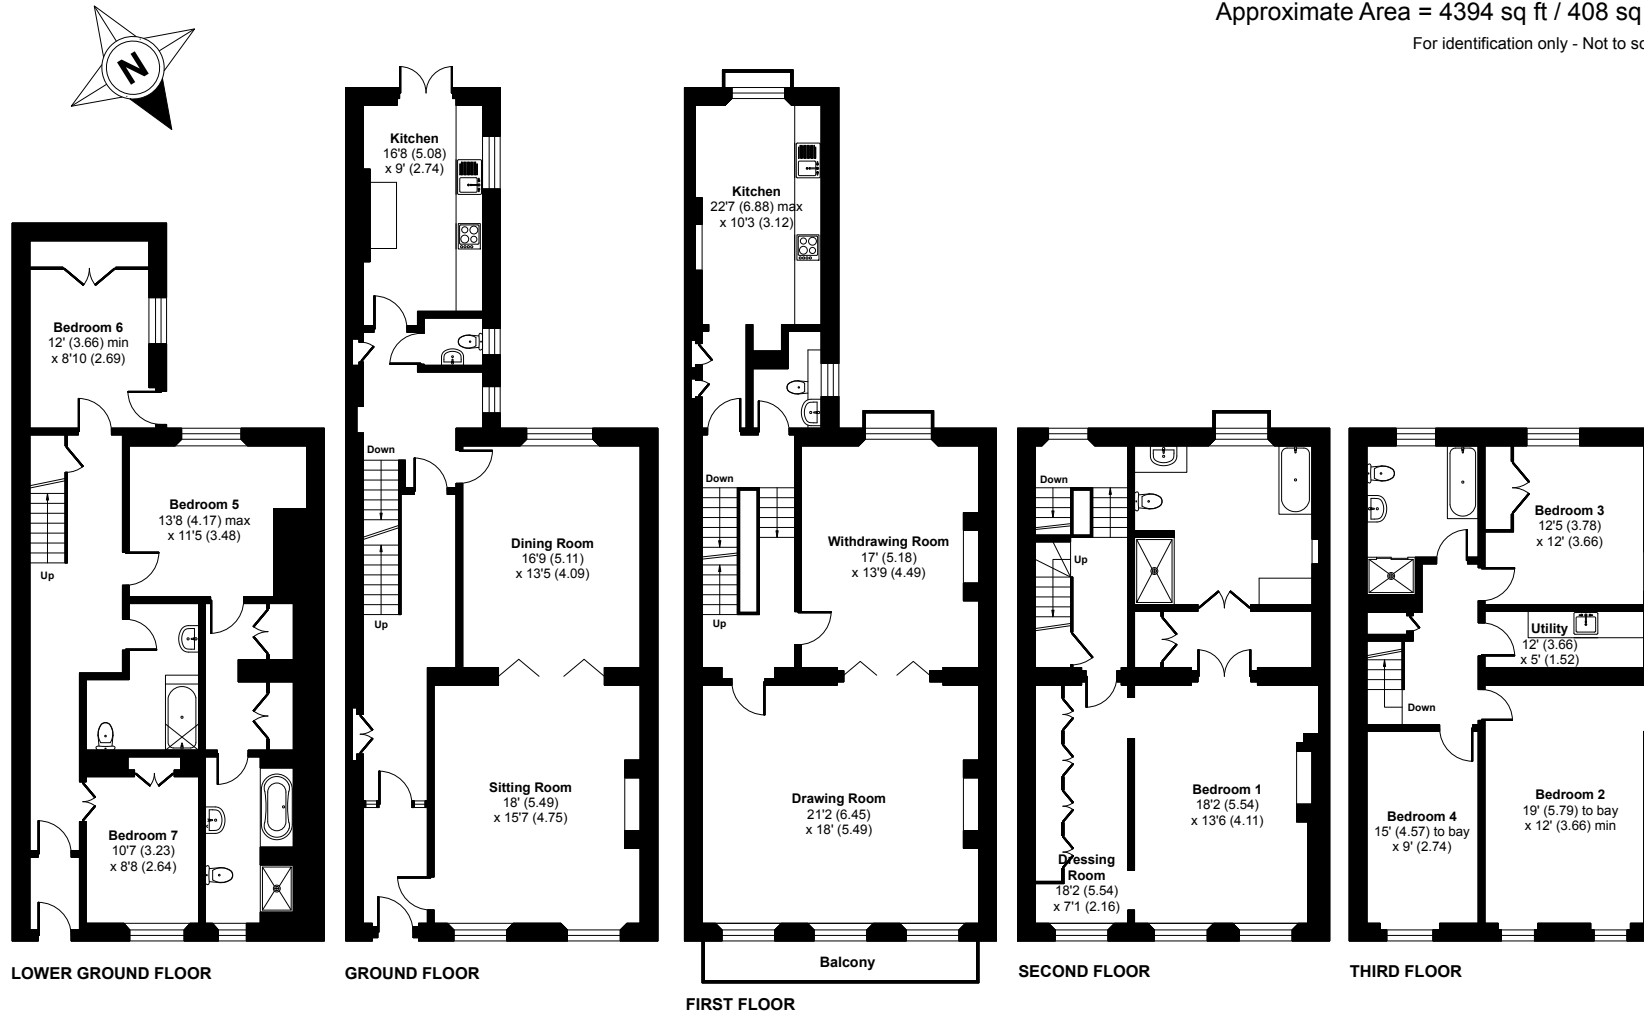 Approximate Area = 4394 sq ft / 408 sq
For identification only - Not to
N
Kitchen
16'8 (5.08)
x 9' (2.74)
Kitchen
22'7 (6.88) max
x 10'3 (3.12)
Bedroom 6
12' (3.66) min
x 8'10 (2.69)
Down
Bedroom 5
13'8 (4.17) max
x 11'5 (3.48)
Up
Dining Room
16'9 (5.11)
x 13'5 (4.09)
Up
Down
Withdrawing Room
17' (5.18)
x 13'9 (4.49)
Up
Down
Up
Bedroom 3
12'5 (3.78)
x 12' (3.66)
Utility
12' (3.66)
x 5' (1.52)
Down
Bedroom 7
10'7 (3.23)
x 8'8 (2.64)
Sitting Room
18' (5.49)
x 15'7 (4.75)
Drawing Room
21'2 (6.45)
x 18' (5.49)
Bedroom 1
18'2 (5.54)
x 13'6 (4.11)
Dressing
Room
18'2 (5.54)
x 7'1 (2.16)
Bedroom 4
15' (4.57) to bay
x 9' (2.74)
Bedroom 2
19' (5.79) to bay
x 12' (3.66) min
Balcony
LOWER GROUND FLOOR
GROUND FLOOR
FIRST FLOOR
SECOND FLOOR
THIRD FLOOR